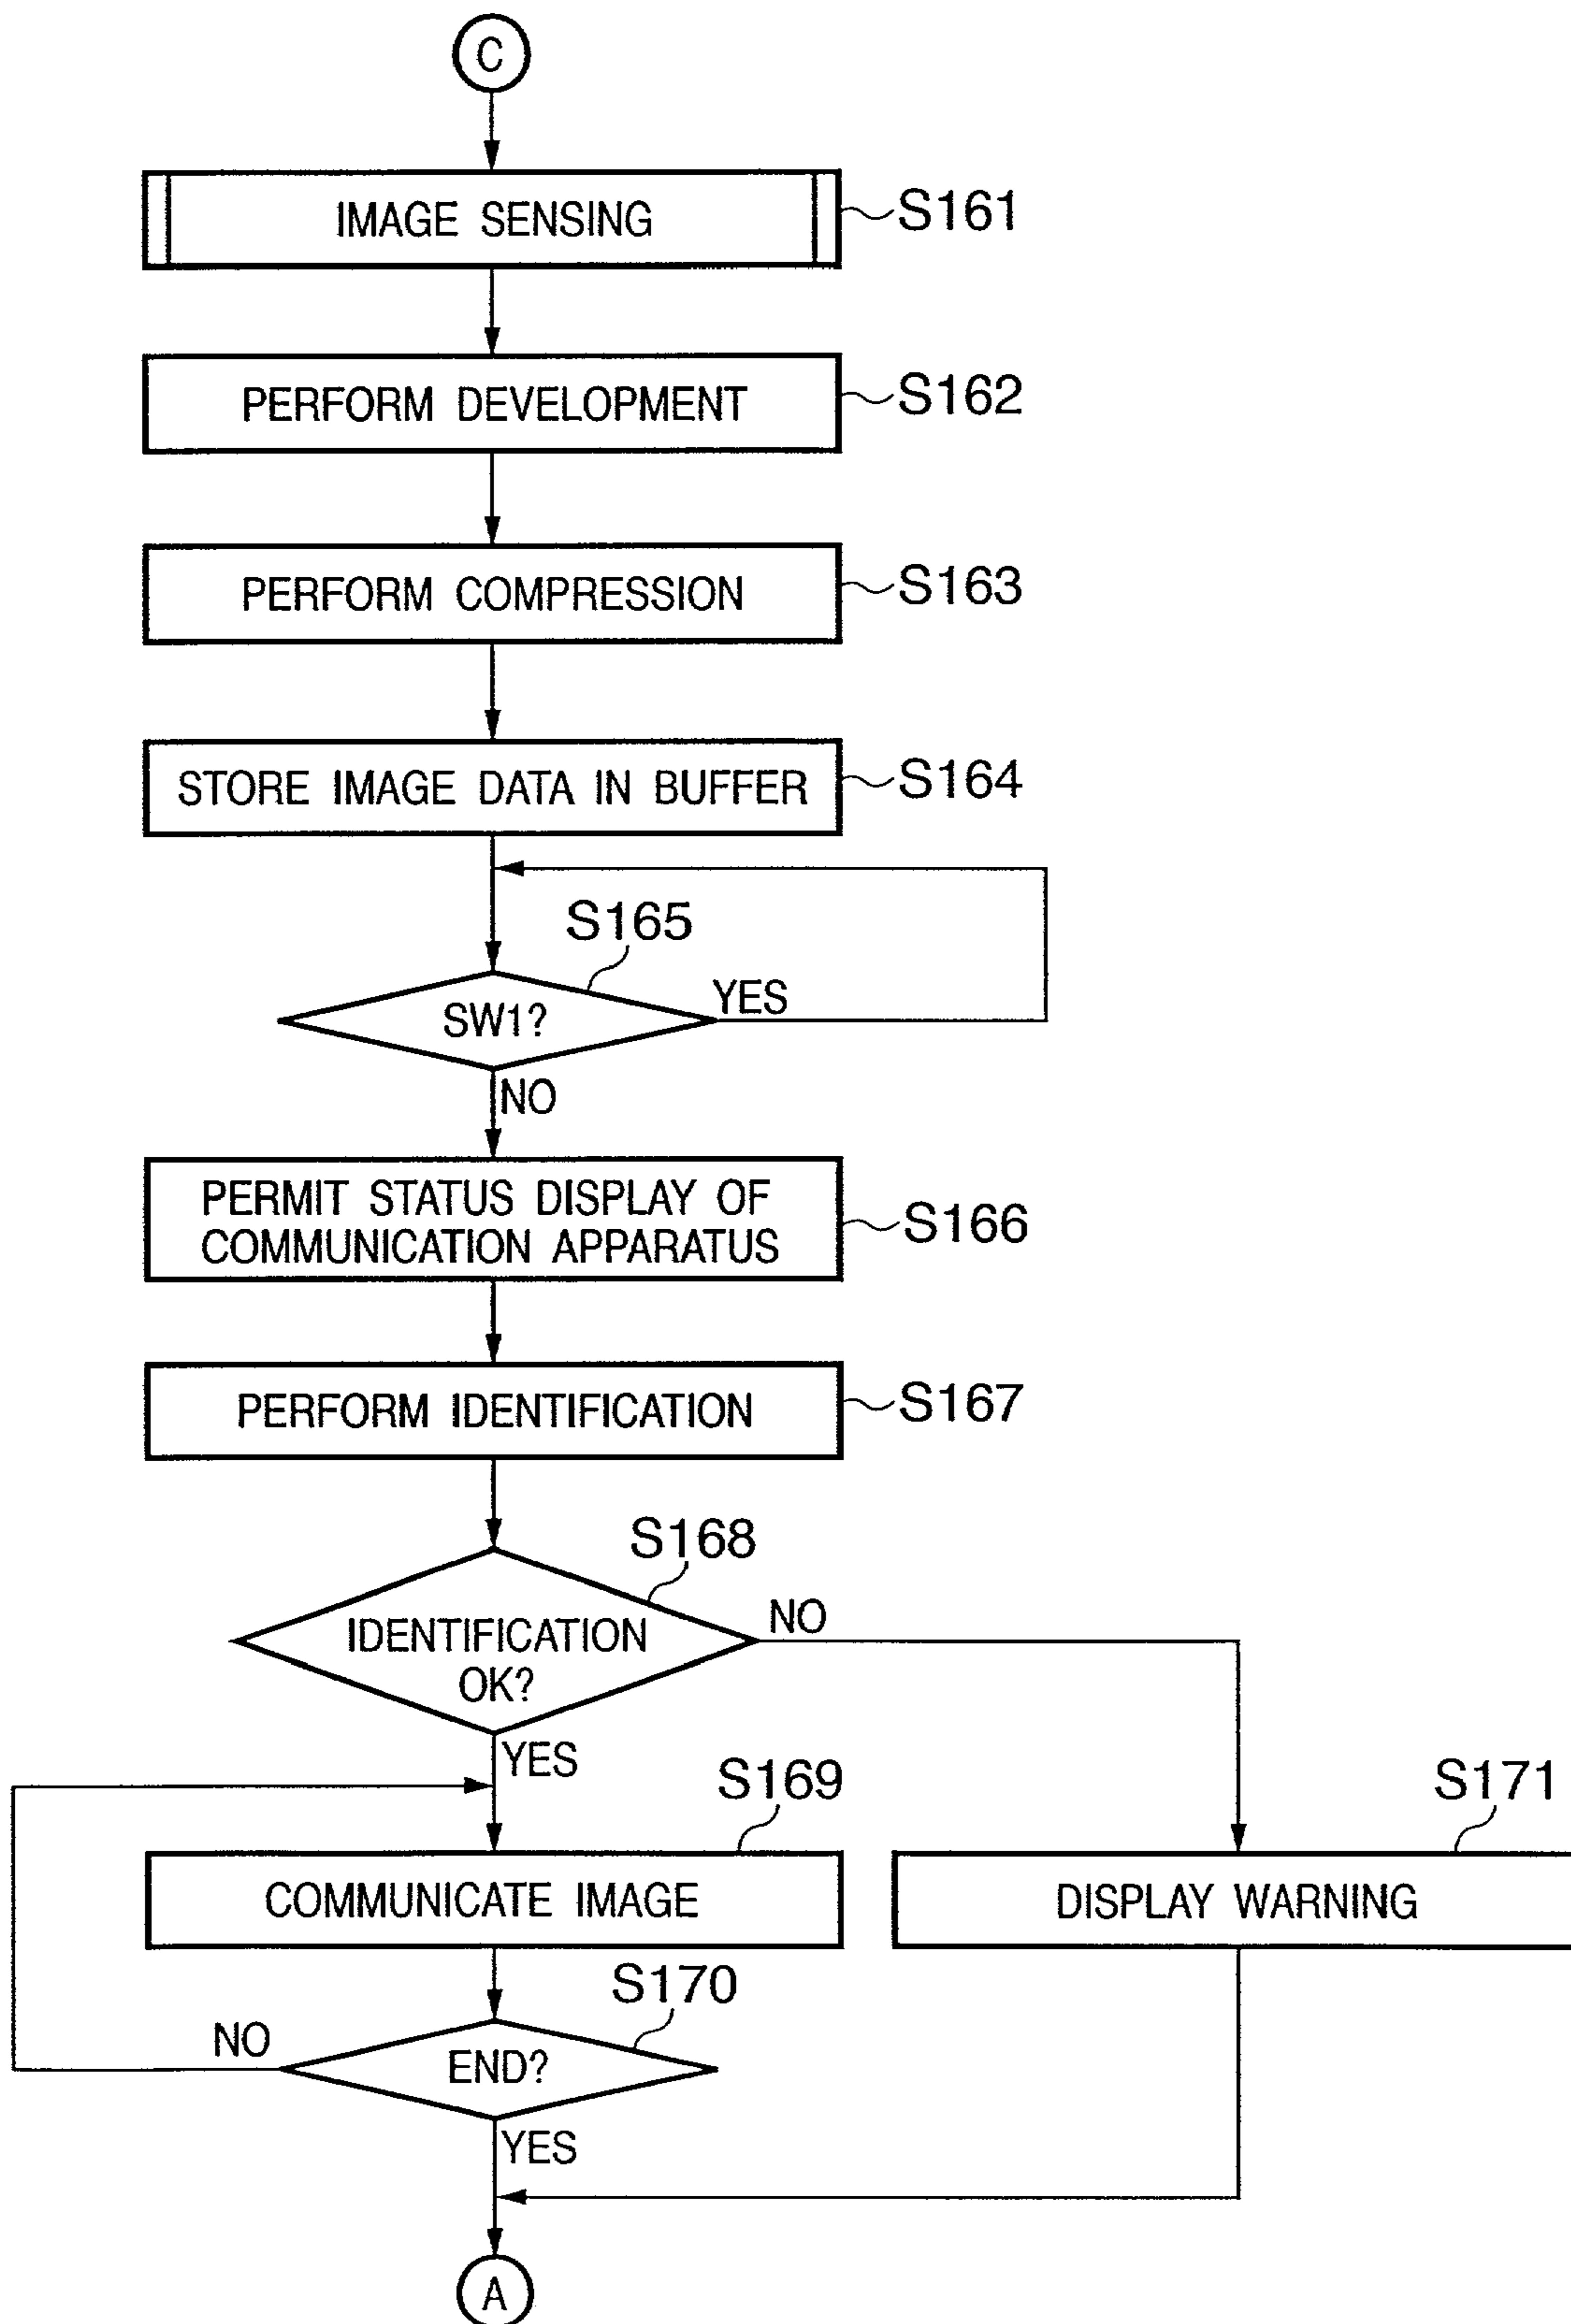 C
IMAGE SENSING
S161
PERFORM DEVELOPMENT
S162
PERFORM COMPRESSION
S163
STORE IMAGE DATA IN BUFFER
S164
S165
SW1?
YES
NO
PERMIT STATUS DISPLAY OF
COMMUNICATION APPARATUS
S166
PERFORM IDENTIFICATION
S167
S168
IDENTIFICATION
OK?
NO
YES
S169
S171
COMMUNICATE IMAGE
DISPLAY WARNING
S170
NO
END?
YES
A